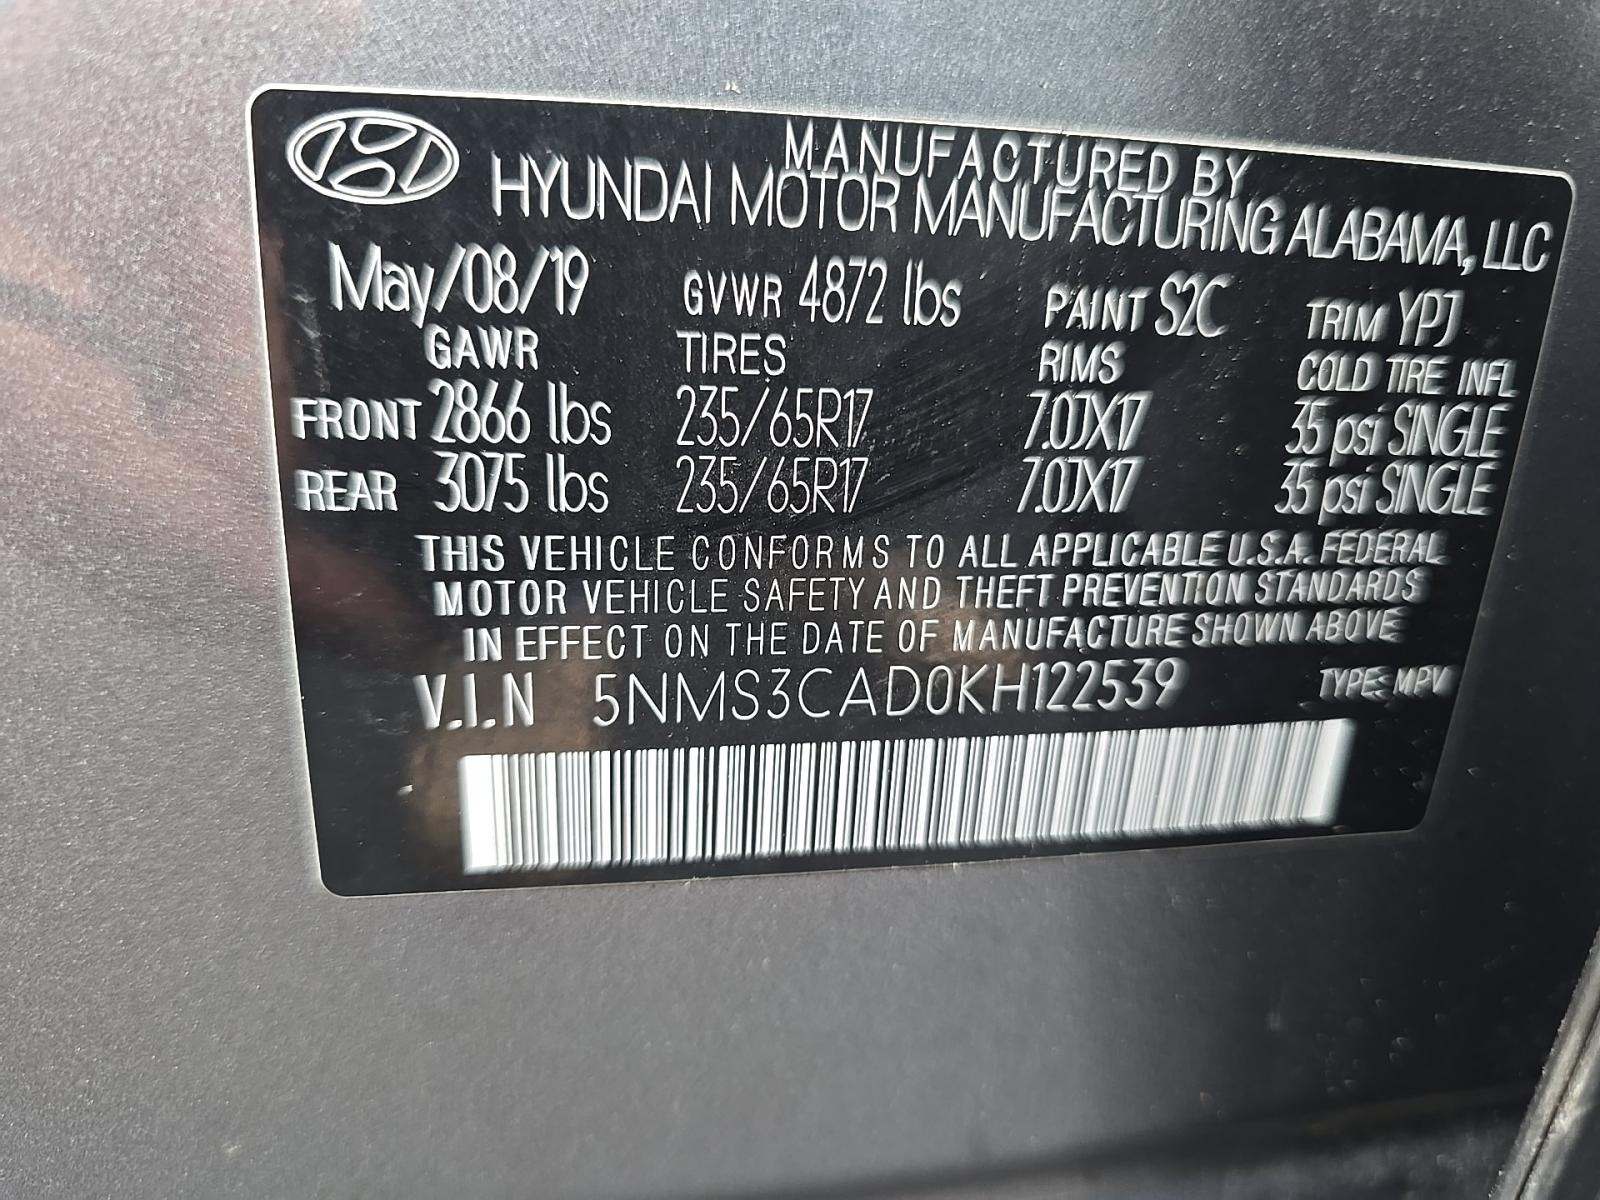 MANUFACTURED BY
HYUNDAI MOTOR MANUFACTURING ALABAMA, LLC
May/08/19 GVWR 4872 lbs PAINT S2C TRIM YPJ
GAWR TIRES RIMS COLD TIRE INFL
FRONT 2866 lbs 235/65R17 7.0JX17 35 psi SINGLE
REAR 3075 lbs 235/65R17 7.0JX17 35 psi SINGLE
THIS VEHICLE CONFORMS TO ALL APPLICABLE U.S.A. FEDERAL
MOTOR VEHICLE SAFETY AND THEFT PREVENTION STANDARDS
IN EFFECT ON THE DATE OF MANUFACTURE SHOWN ABOVE
V.I.N 5NMS3CAD0KH122539 TYPE: MPV